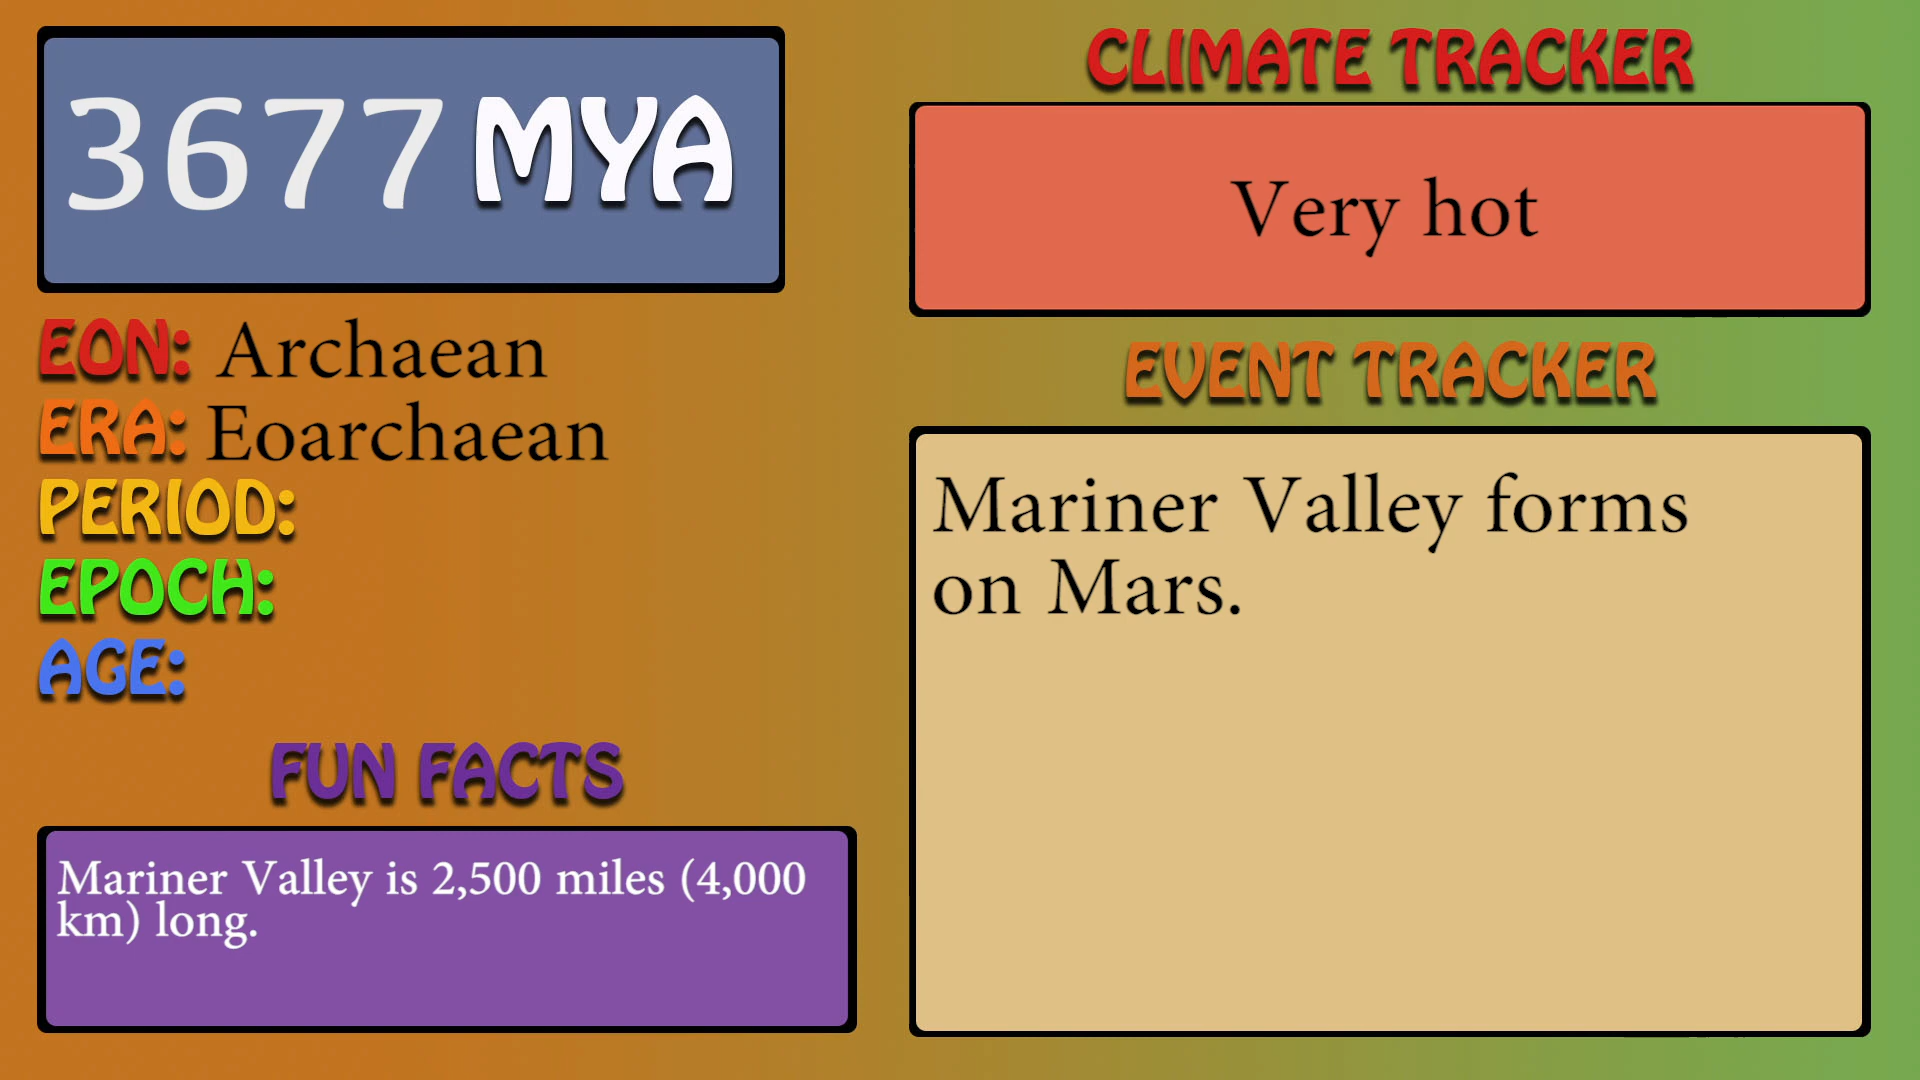 3677 MYA
EON: Archaean
ERA: Eoarchaean
PERIOD:
EPOCH:
AGE:
FUN FACTS
Mariner Valley is 2,500 miles (4,000
km) long.
CLIMATE TRACKER
Very hot
EVENT TRACKER
Mariner Valley forms
on Mars.